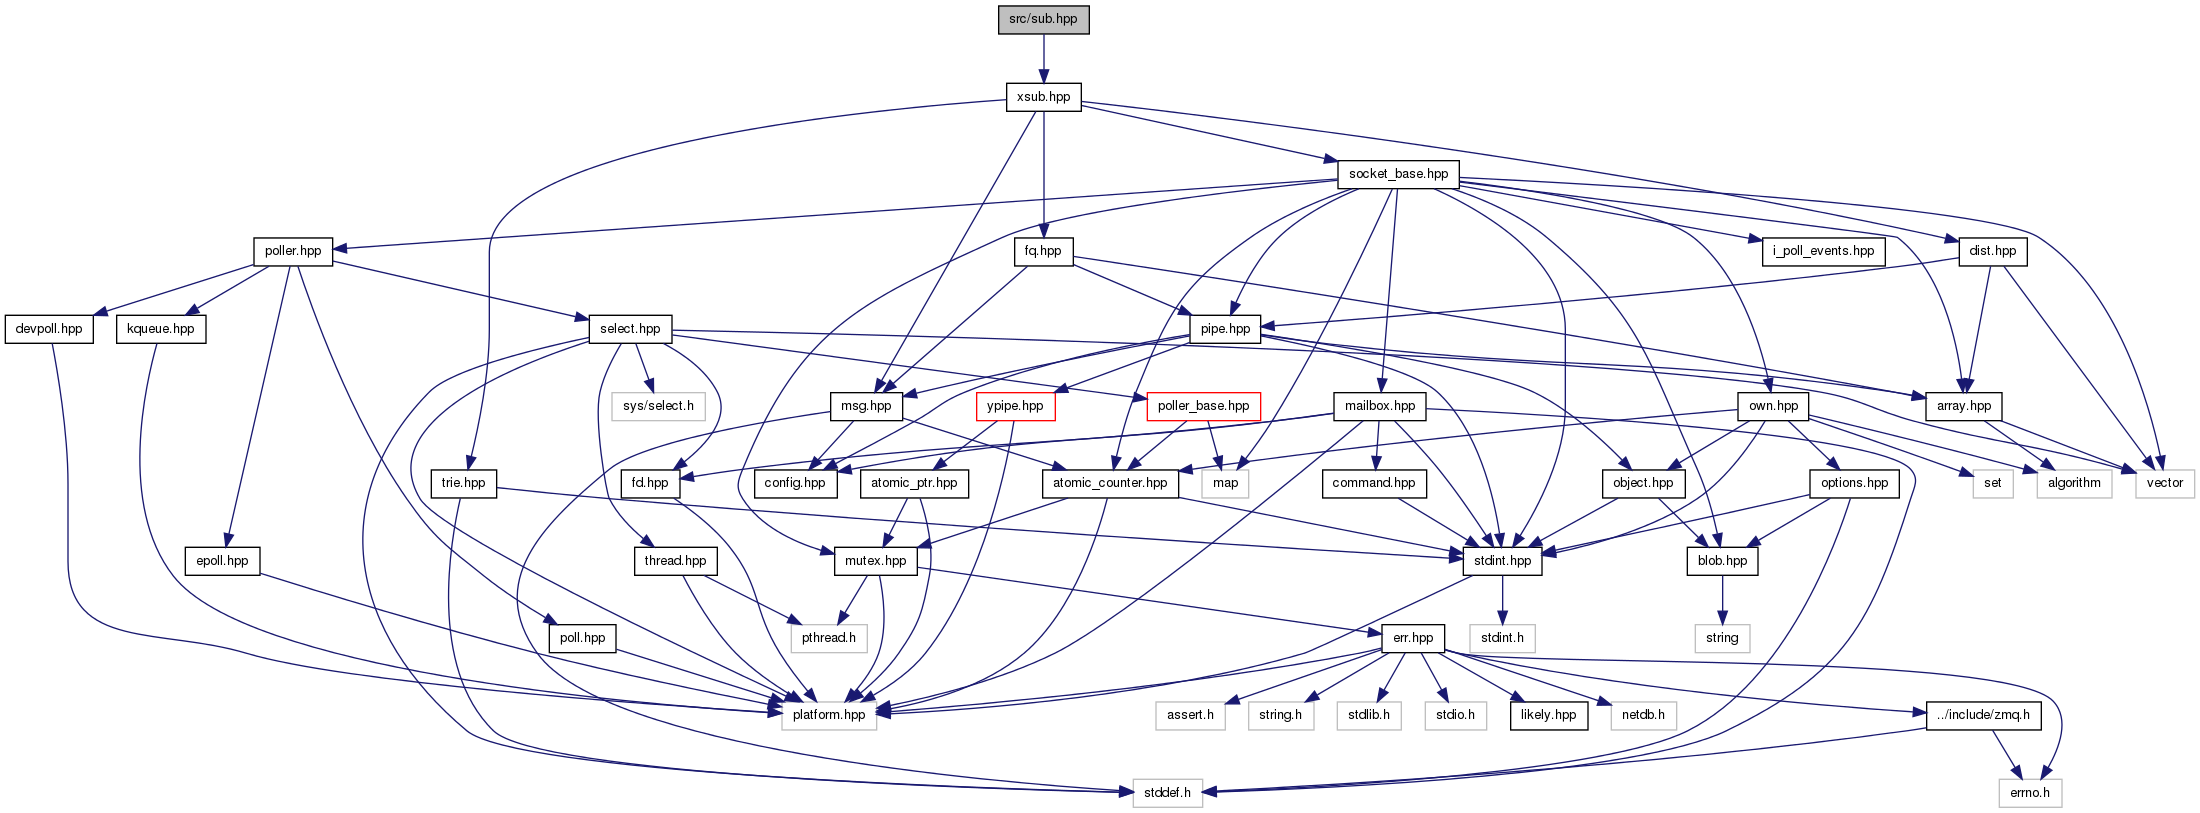 src/sub.hpp
xsub.hpp
socket_base.hpp
poller.hpp
fq.hpp
i_poll_events.hpp
dist.hpp
devpoll.hpp
kqueue.hpp
select.hpp
pipe.hpp
sys/select.h
msg.hpp
ypipe.hpp
poller_base.hpp
mailbox.hpp
own.hpp
array.hpp
trie.hpp
fd.hpp
config.hpp
atomic_ptr.hpp
atomic_counter.hpp
map
command.hpp
object.hpp
options.hpp
set
algorithm
vector
epoll.hpp
thread.hpp
mutex.hpp
stdint.hpp
blob.hpp
poll.hpp
pthread.h
err.hpp
stdint.h
string
platform.hpp
assert.h
string.h
stdlib.h
stdio.h
likely.hpp
netdb.h
../include/zmq.h
stddef.h
errno.h